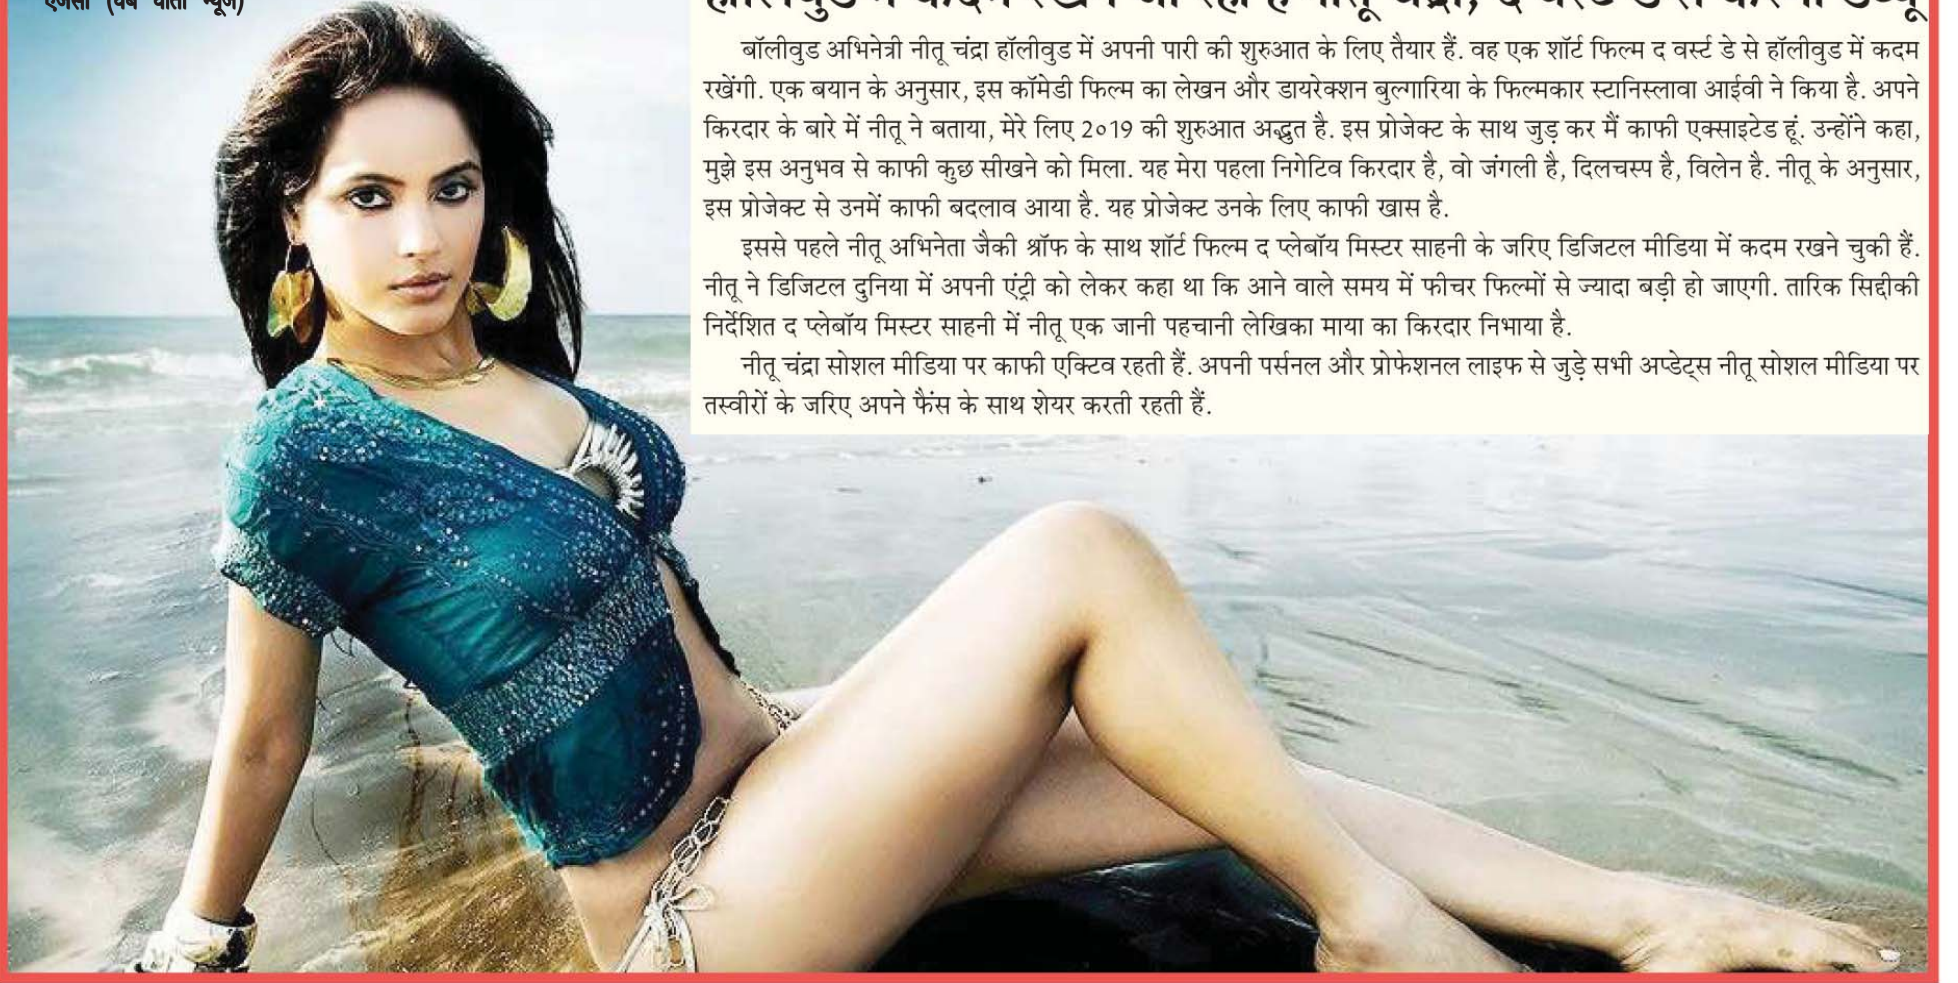 बॉलीवुड अभिनेत्री नीतू चंद्रा हॉलीवुड में अपनी पारी की शुरुआत के लिए तैयार हैं. वह एक शॉर्ट फिल्म द वर्स्ट डे से हॉलीवुड में कदम
रखेंगी. एक बयान के अनुसार, इस कॉमेडी फिल्म का लेखन और डायरेक्शन बुल्गारिया के फिल्मकार स्टानिस्लावा आईवी ने किया है. अपने
किरदार के बारे में नीतू ने बताया, मेरे लिए 2०19 की शुरुआत अद्भुत है. इस प्रोजेक्ट के साथ जुड़ कर मैं काफी एक्साइटेड हूं. उन्होंने कहा,
मुझे इस अनुभव से काफी कुछ सीखने को मिला. यह मेरा पहला निगेटिव किरदार है, वो जंगली है, दिलचस्प है, विलेन है. नीतू के अनुसार,
इस प्रोजेक्ट से उनमें काफी बदलाव आया है. यह प्रोजेक्ट उनके लिए काफी खास है.
इससे पहले नीतू अभिनेता जैकी श्रॉफ के साथ शॉर्ट फिल्म द प्लेबॉय मिस्टर साहनी के जरिए डिजिटल मीडिया में कदम रखने चुकी हैं.
नीतू ने डिजिटल दुनिया में अपनी एंट्री को लेकर कहा था कि आने वाले समय में फीचर फिल्मों से ज्यादा बड़ी हो जाएगी. तारिक सिद्दीकी
निर्देशित द प्लेबॉय मिस्टर साहनी में नीतू एक जानी पहचानी लेखिका माया का किरदार निभाया है.
नीतू चंद्रा सोशल मीडिया पर काफी एक्टिव रहती हैं. अपनी पर्सनल और प्रोफेशनल लाइफ से जुड़े सभी अप्डेट्स नीतू सोशल मीडिया पर
तस्वीरों के जरिए अपने फैंस के साथ शेयर करती रहती हैं.